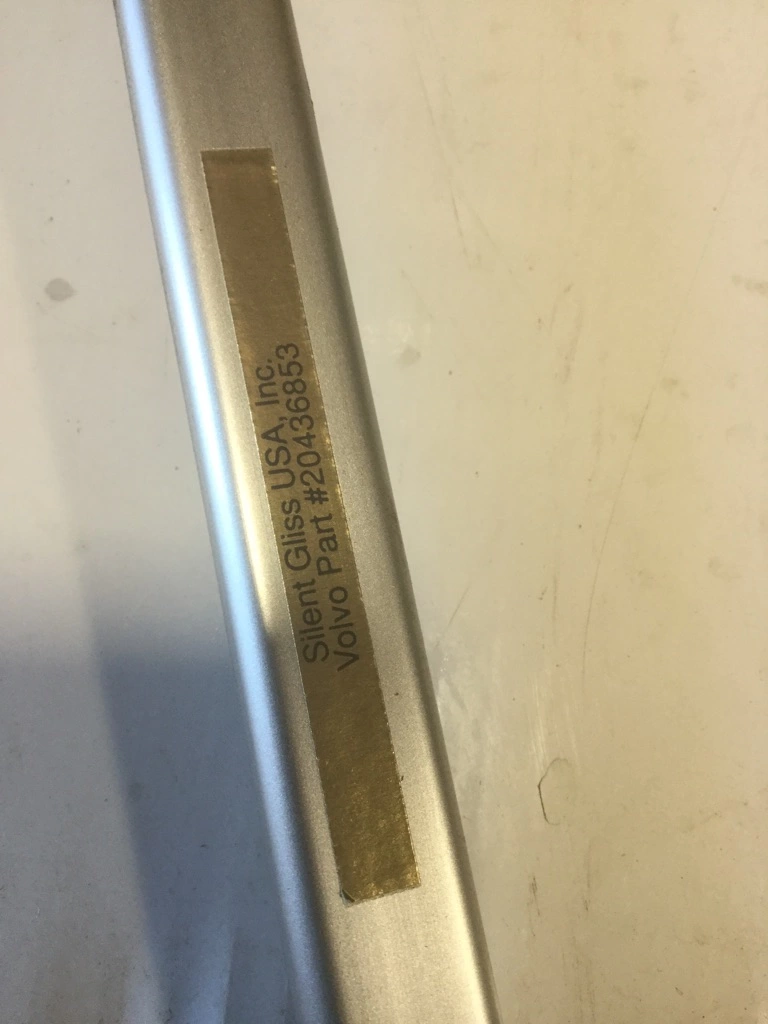 Silent Gliss USA, Inc.
Volvo Part #20436853